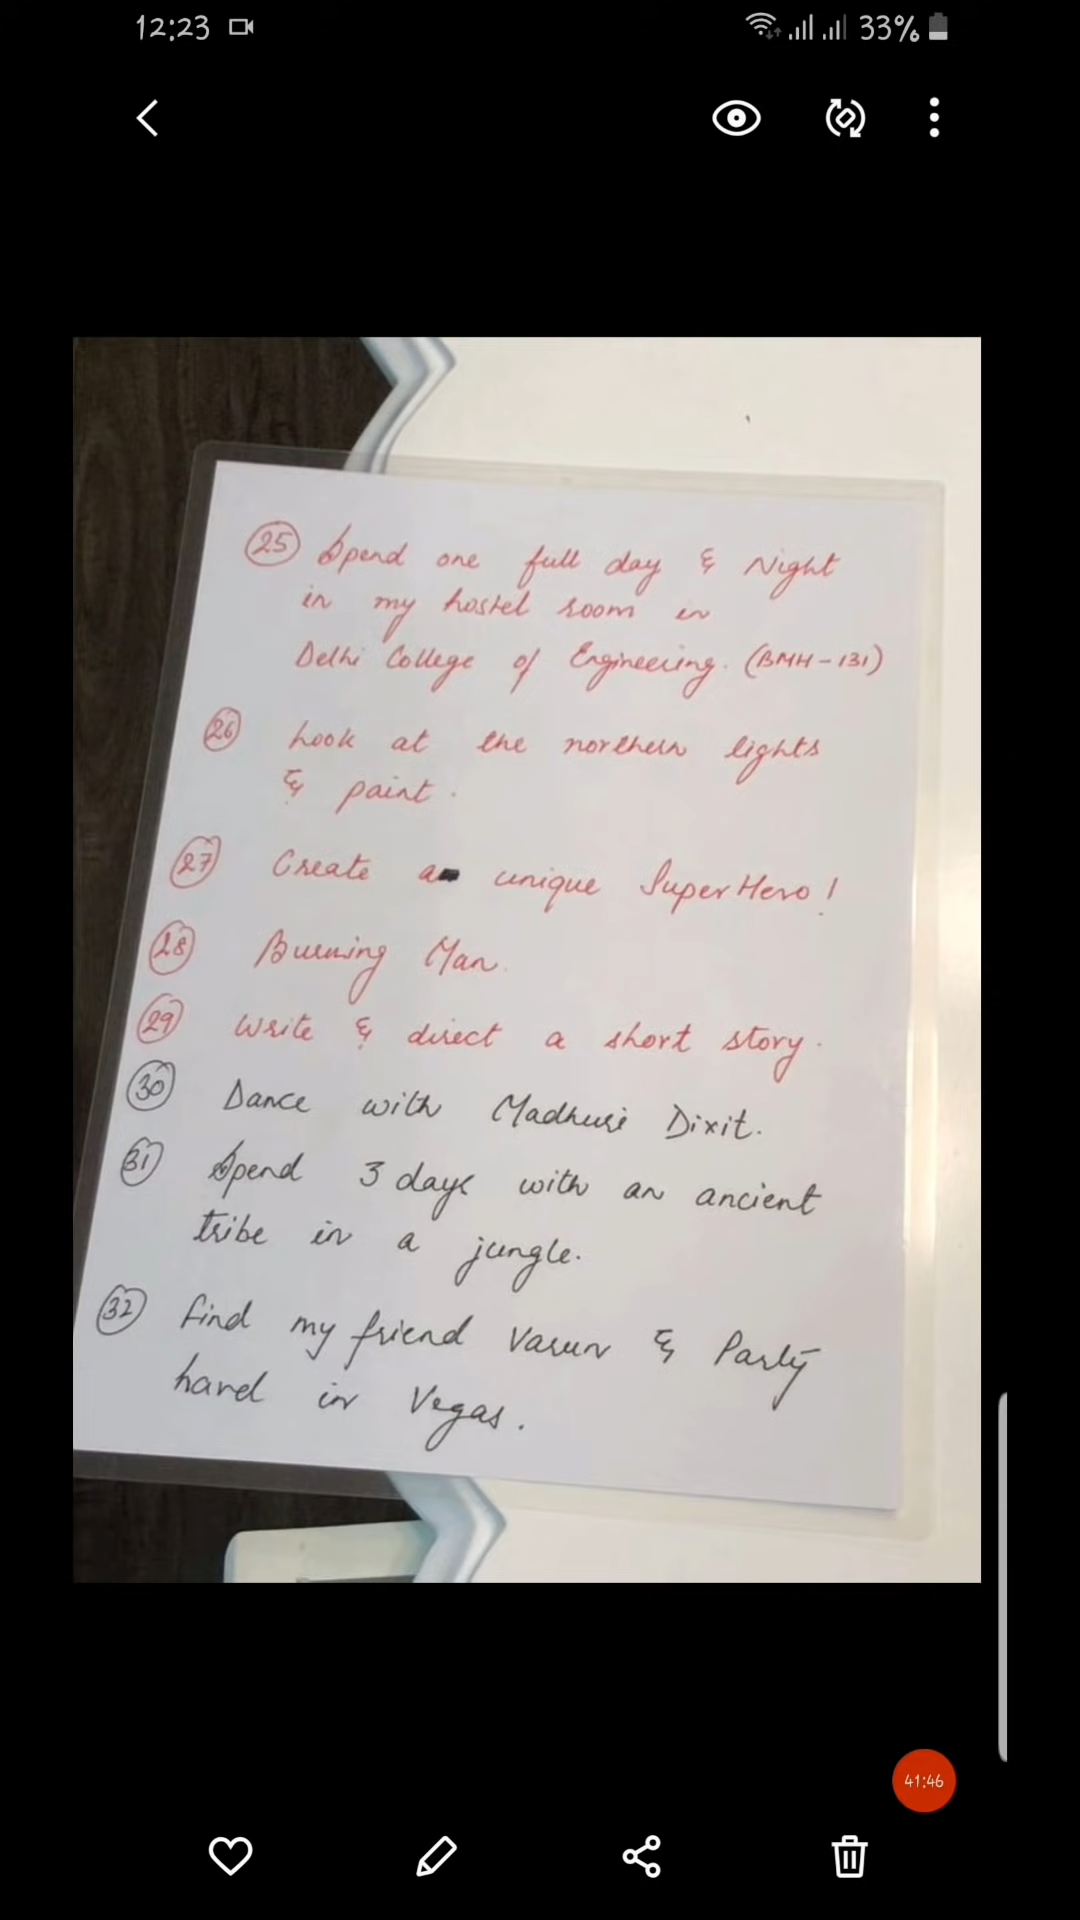 12:23
33%
25 Spend one full day & Night
in my hostel room in
Delhi College of Engineering. (BMH-131)
26 Look at the northern lights
& paint.
27 Create a unique SuperHero!
28 Burning Man.
29 Write & direct a short story.
30 Dance with Madhuri Dixit.
31 Spend 3 days with an ancient
tribe in a jungle.
32 Find my friend Varun & Party
hard in Vegas.
41:46